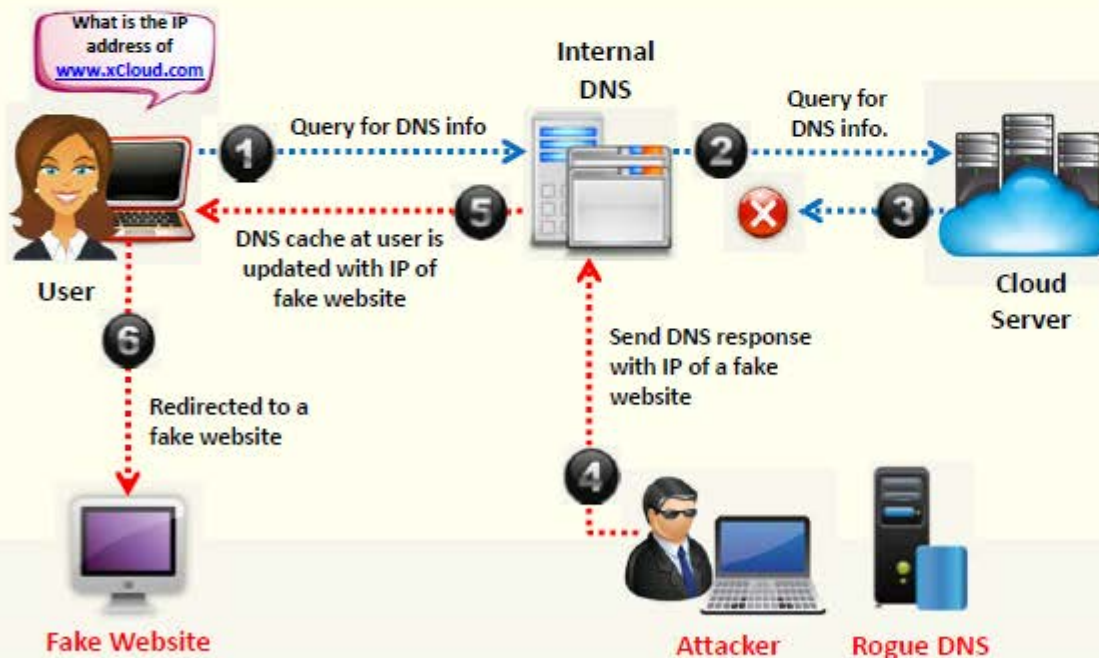 What is the IP
address of
www.xCloud.com
User
1
Query for DNS info
Internal
DNS
2
Query for
DNS info.
3
Cloud
Server
4
Send DNS response
with IP of a fake
website
5
DNS cache at user is
updated with IP of
fake website
6
Redirected to a
fake website
Fake Website
Attacker
Rogue DNS